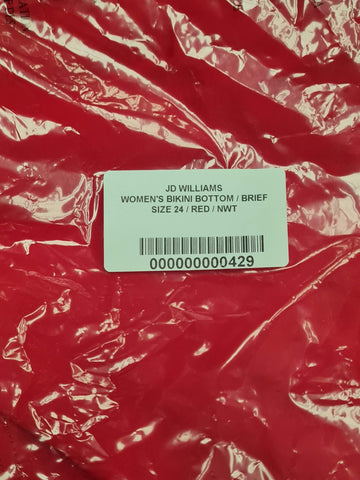 JD WILLIAMS
WOMEN'S BIKINI BOTTOM / BRIEF
SIZE 24 / RED / NWT
000000000429